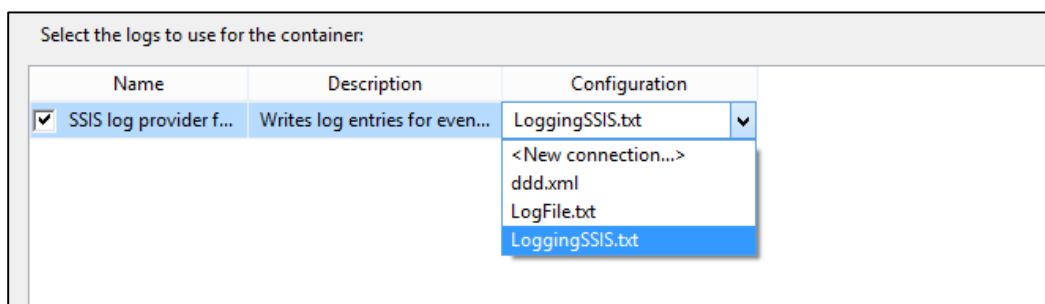 Select the logs to use for the container:
Name Description Configuration
SSIS log provider f... Writes log entries for even... LoggingSSIS.txt
<New connection...>
ddd.xml
LogFile.txt
LoggingSSIS.txt